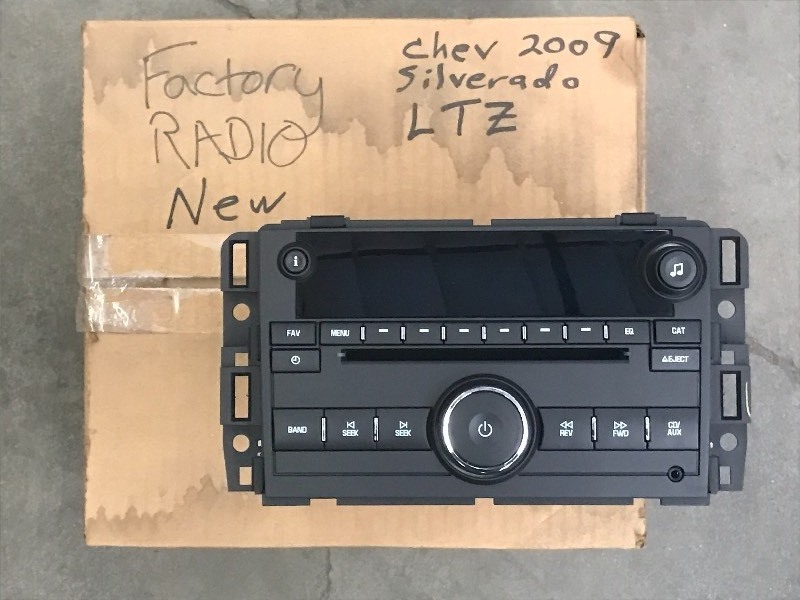 Factory
RADIO
New
chev 2009
Silverado
LTZ
i
FAV MENU EQ CAT
EJECT
BAND SEEK SEEK REV FWD CD/
AUX